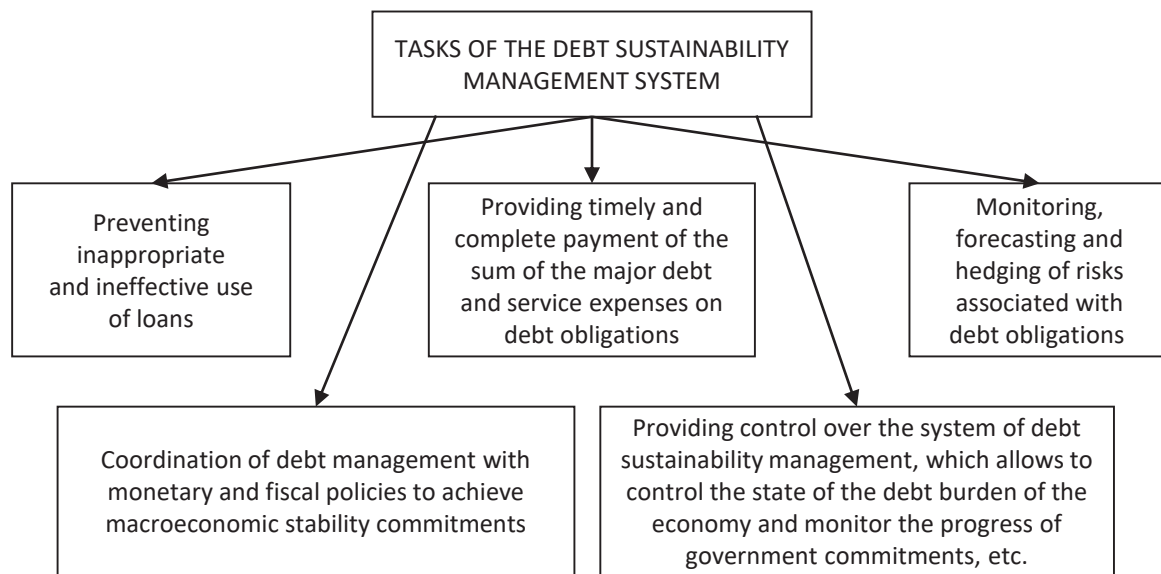 TASKS OF THE DEBT SUSTAINABILITY
MANAGEMENT SYSTEM
Preventing
inappropriate
and ineffective use
of loans
Providing timely and
complete payment of the
sum of the major debt
and service expenses on
debt obligations
Monitoring,
forecasting and
hedging of risks
associated with
debt obligations
Coordination of debt management with
monetary and fiscal policies to achieve
macroeconomic stability commitments
Providing control over the system of debt
sustainability management, which allows to
control the state of the debt burden of the
economy and monitor the progress of
government commitments, etc.